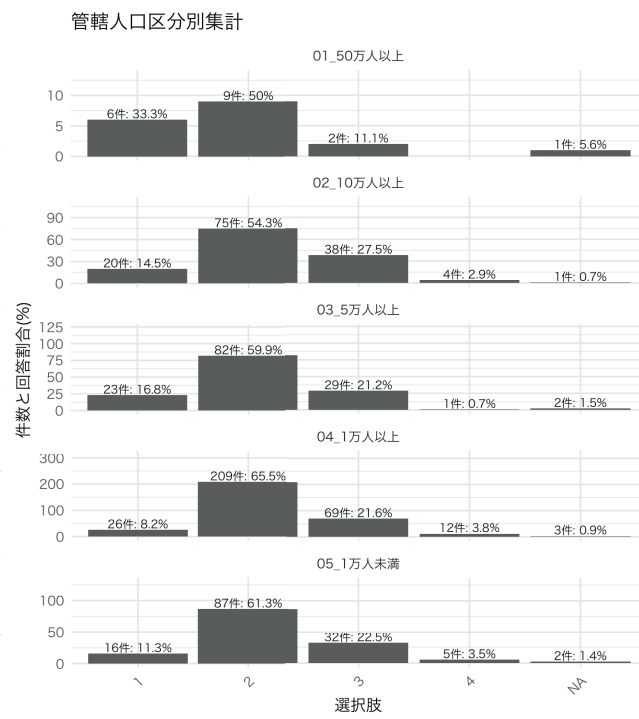 管轄人口区分別集計
01_50万人以上
10
5
0
6件: 33.3%
9件: 50%
2件: 11.1%
1件: 5.6%
02_10万人以上
90
60
30
0
20件: 14.5%
75件: 54.3%
38件: 27.5%
4件: 2.9%
1件: 0.7%
03_5万人以上
125
100
75
50
25
0
23件: 16.8%
82件: 59.9%
29件: 21.2%
1件: 0.7%
2件: 1.5%
04_1万人以上
300
200
100
0
26件: 8.2%
209件: 65.5%
69件: 21.6%
12件: 3.8%
3件: 0.9%
05_1万人未満
100
50
0
16件: 11.3%
87件: 61.3%
32件: 22.5%
5件: 3.5%
2件: 1.4%
1
2
3
4
NA
選択肢
件数と回答割合(%)